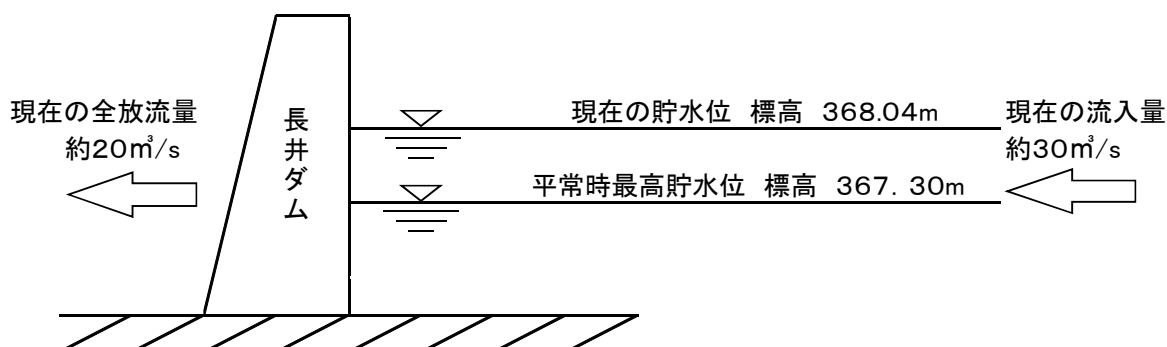 現在の全放流量
約20㎥/s
長井ダム
現在の貯水位 標高 368.04m
平常時最高貯水位 標高 367. 30m
現在の流入量
約30㎥/s